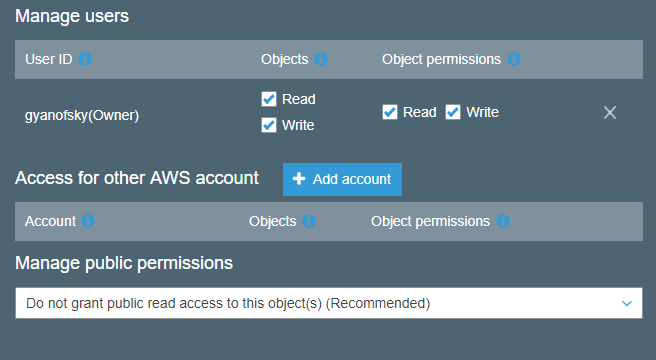 Manage users
User ID Objects Object permissions
gyanofsky(Owner) Read Write Read Write
Access for other AWS account + Add account
Account Objects Object permissions
Manage public permissions
Do not grant public read access to this object(s) (Recommended)